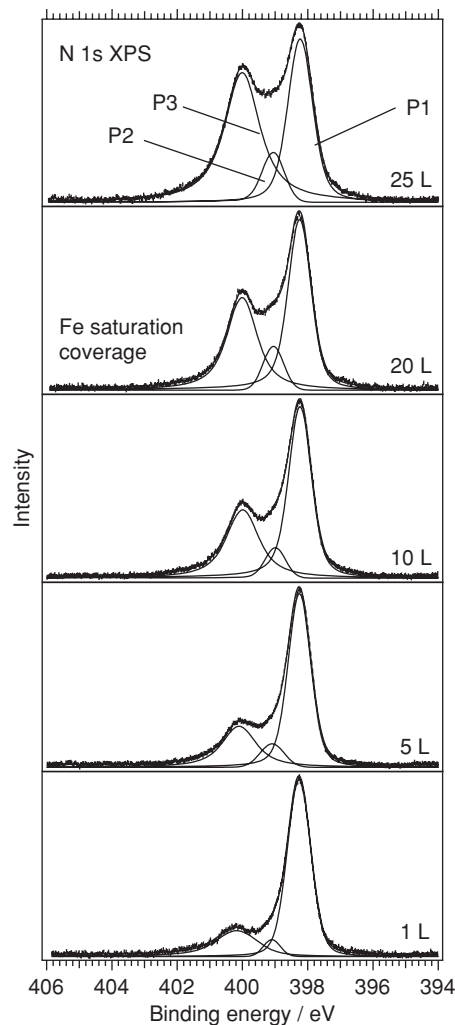 N 1s XPS
P3
P1
P2
25 L
Fe saturation
coverage
20 L
10 L
5 L
1 L
Intensity
406 404 402 400 398 396 394
Binding energy / eV